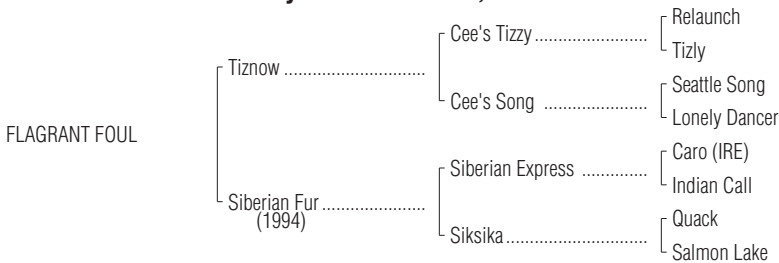 Relaunch
Cee's Tizzy
Tizly
Tiznow
Seattle Song
Cee's Song
Lonely Dancer
FLAGRANT FOUL
Caro (IRE)
Siberian Express
Indian Call
Siberian Fur
(1994)
Quack
Siksika
Salmon Lake